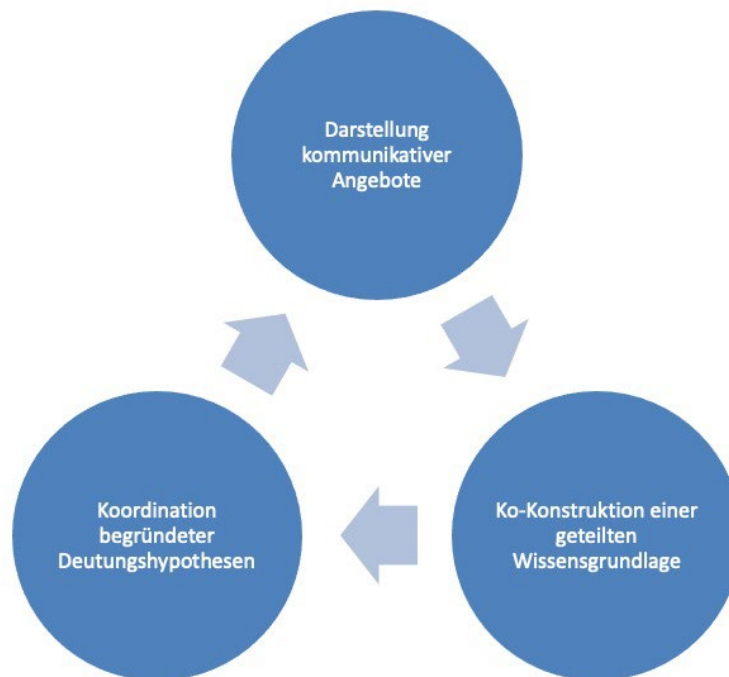 Darstellung
kommunikativer
Angebote
Koordination
begründeter
Deutungshypothesen
Ko-Konstruktion einer
geteilten
Wissensgrundlage